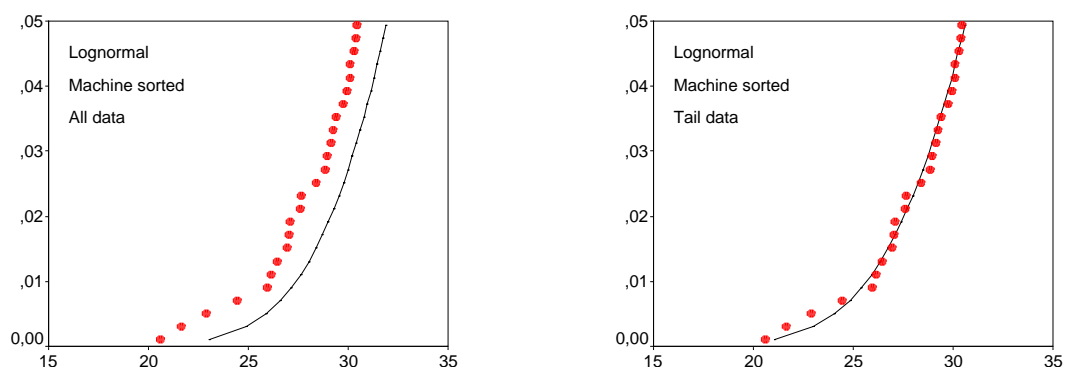 ,05
Lognormal
,04
Machine sorted
All data
,03
,02
,01
0,00
15 20 25 30 35
,05
Lognormal
,04
Machine sorted
Tail data
,03
,02
,01
0,00
15 20 25 30 35